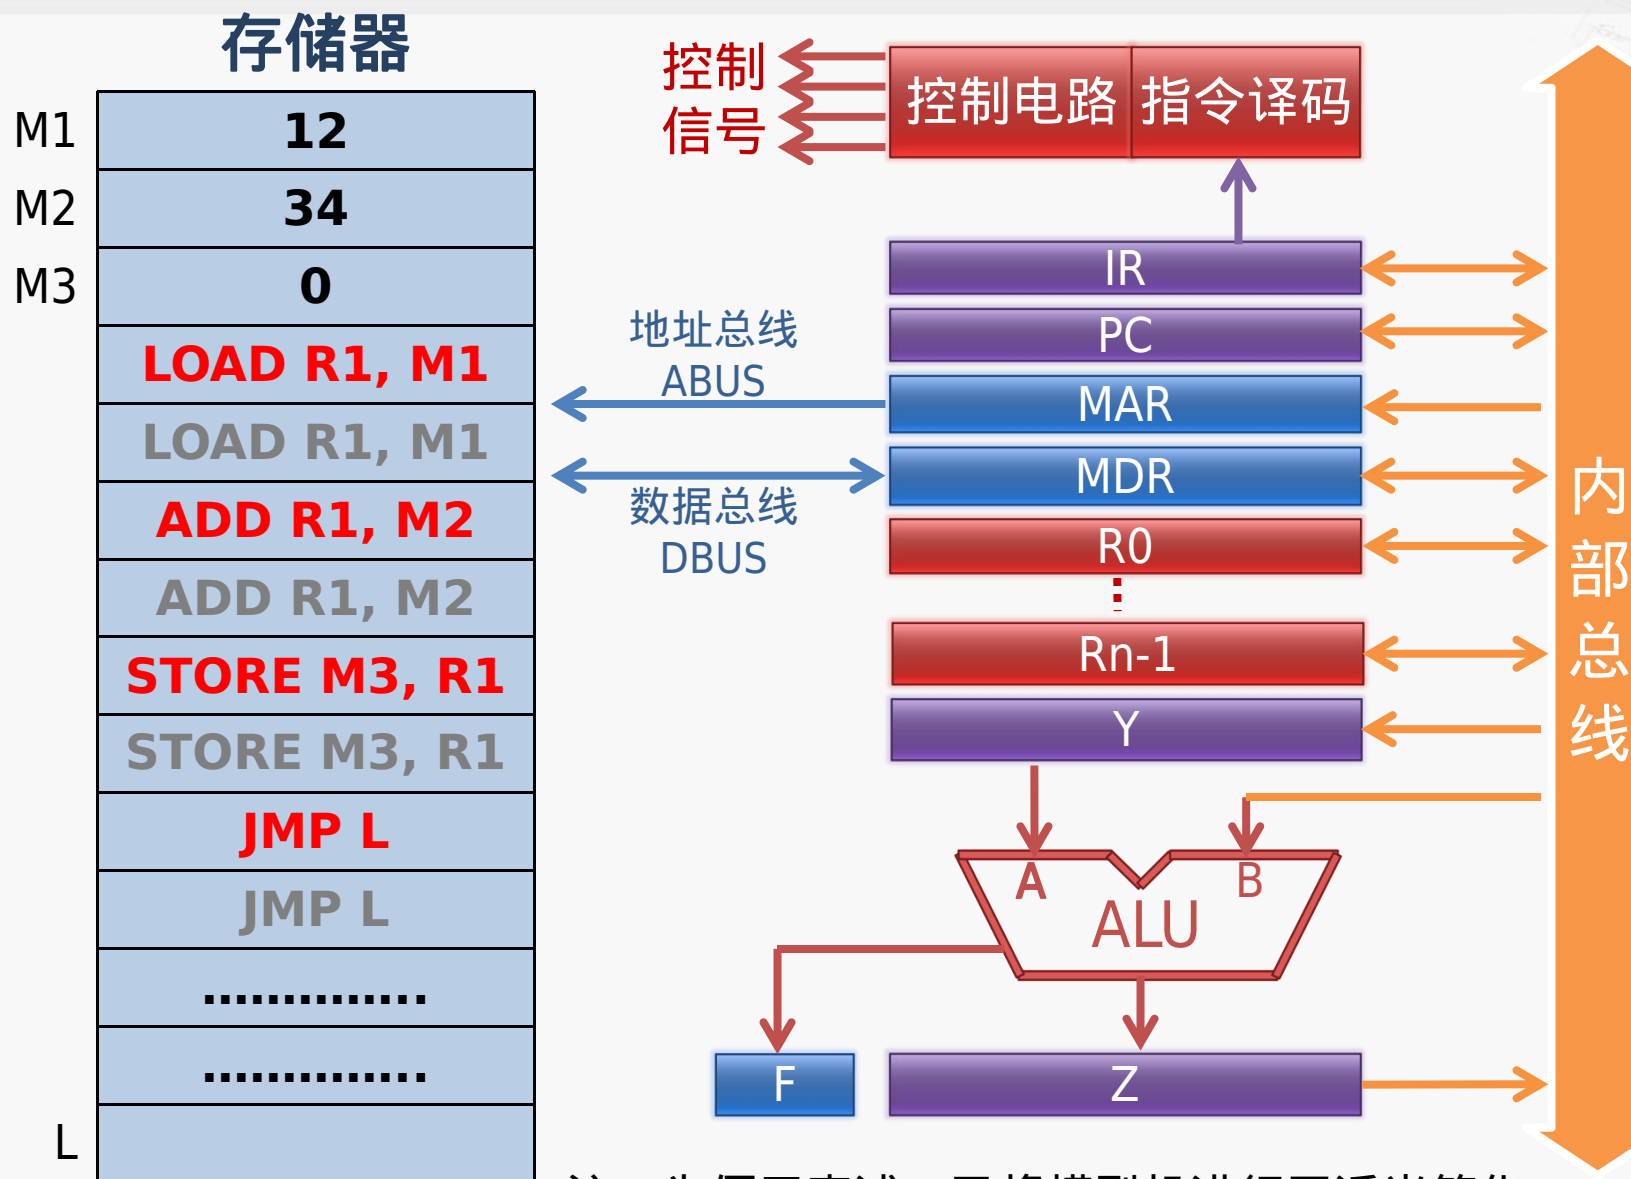 存储器
M1
12
M2
34
M3
0
LOAD R1, M1
LOAD R1, M1
ADD R1, M2
ADD R1, M2
STORE M3, R1
STORE M3, R1
JMP L
JMP L
..............
..............
L
控制
信号
控制电路
指令译码
IR
PC
地址总线
ABUS
MAR
MDR
数据总线
DBUS
R0
Rn-1
Y
A
B
ALU
F
Z
内
部
总
线